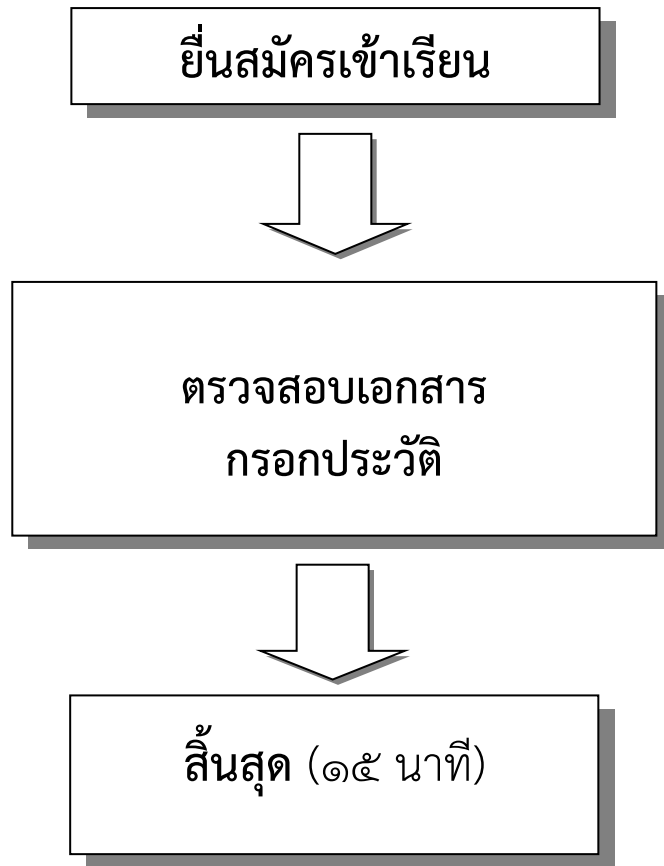 ยื่นสมัครเข้าเรียน
ตรวจสอบเอกสาร
กรอกประวัติ
สิ้นสุด (๑๕ นาที)